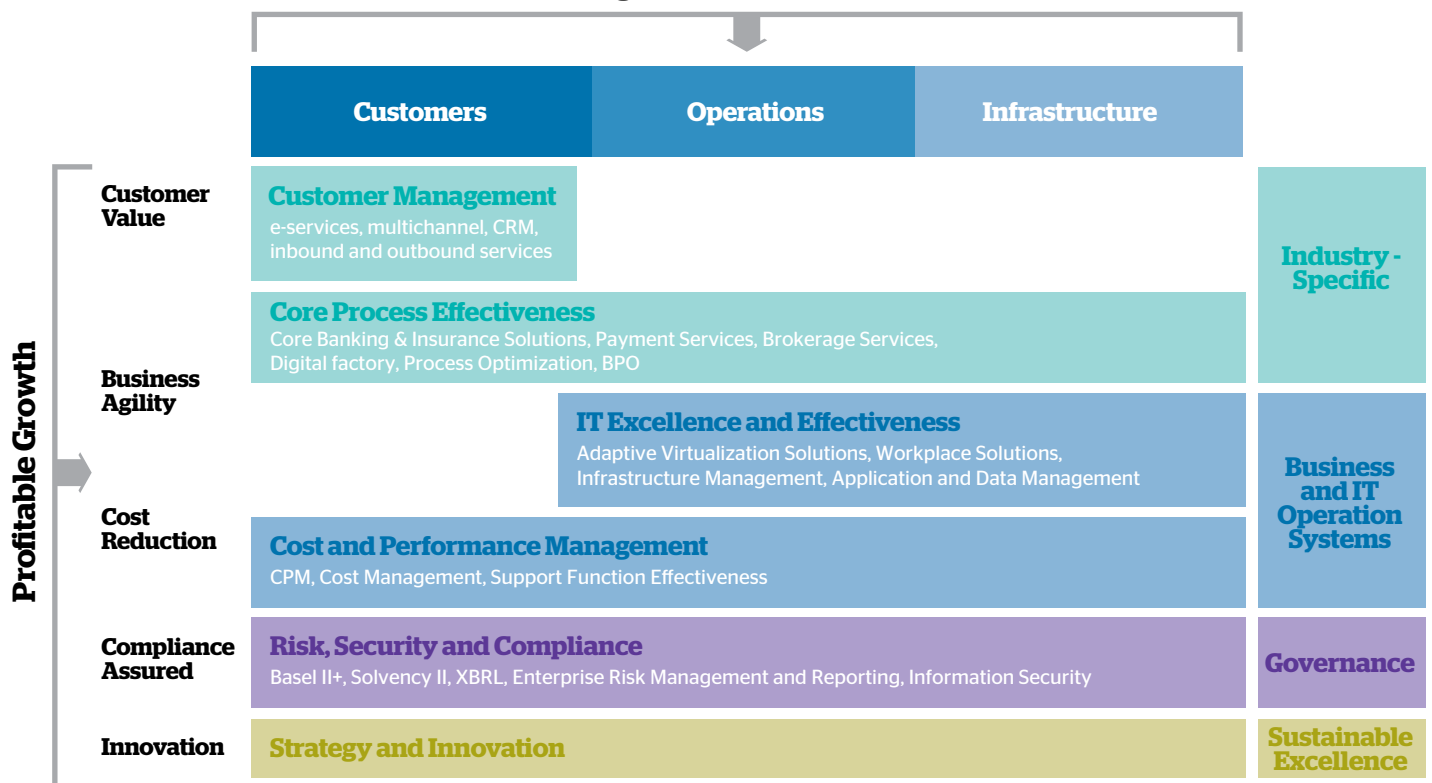 Customers
Operations
Infrastructure
Profitable Growth
Customer
Value
Customer Management
e-services, multichannel, CRM,
inbound and outbound services
Industry -
Specific
Core Process Effectiveness
Core Banking & Insurance Solutions, Payment Services, Brokerage Services,
Digital factory, Process Optimization, BPO
Business
Agility
IT Excellence and Effectiveness
Adaptive Virtualization Solutions, Workplace Solutions,
Infrastructure Management, Application and Data Management
Business
and IT
Operation
Systems
Cost
Reduction
Cost and Performance Management
CPM, Cost Management, Support Function Effectiveness
Compliance
Assured
Risk, Security and Compliance
Basel II+, Solvency II, XBRL, Enterprise Risk Management and Reporting, Information Security
Governance
Innovation
Strategy and Innovation
Sustainable
Excellence